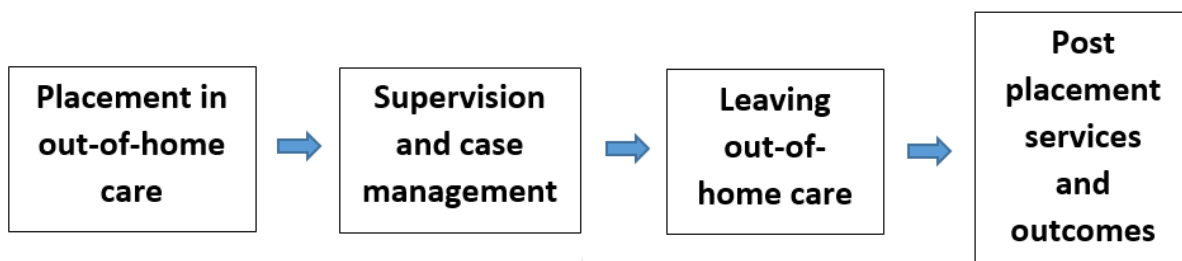 Placement in
out-of-home
care
Supervision
and case
management
Leaving
out-of-
home care
Post
placement
services
and
outcomes